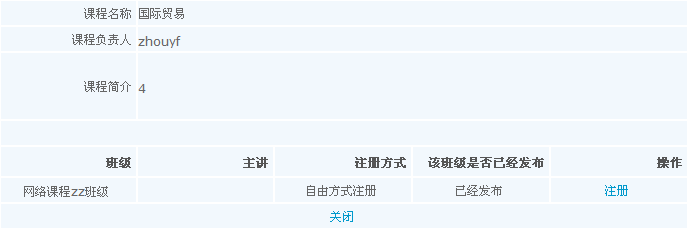 课程名称 国际贸易
课程负责人 zhouyf
课程简介 4
班级 主讲 注册方式 该班级是否已经发布 操作
网络课程zz班级 自由方式注册 已经发布 注册
关闭